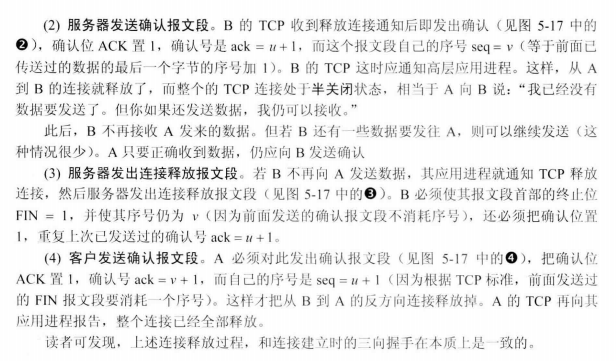 (2) 服务器发送确认报文段。B 的 TCP 收到释放连接通知后即发出确认（见图 5-17 中的
❷），确认位 ACK 置 1，确认号是 ack = u + 1，而这个报文段自己的序号 seq = v（等于前面已
传送过的数据的最后一个字节的序号加 1）。B 的 TCP 这时应通知高层应用进程。这样，从 A
到 B 的连接就释放了，而整个的 TCP 连接处于半关闭状态，相当于 A 向 B 说：“我已经没有
数据要发送了。但你如果还发送数据，我仍可以接收。”
此后，B 不再接收 A 发来的数据。但若 B 还有一些数据要发往 A，则可以继续发送（这
种情况很少）。A 只要正确收到数据，仍应向 B 发送确认
(3) 服务器发出连接释放报文段。若 B 不再向 A 发送数据，其应用进程就通知 TCP 释放
连接，然后服务器发出连接释放报文段（见图 5-17 中的❸）。B 必须使其报文段首部的终止位
FIN = 1，并使其序号仍为 v（因为前面发送的确认报文段不消耗序号），还必须把确认位置
1，重复上次已发送过的确认号 ack = u + 1。
(4) 客户发送确认报文段。A 必须对此发出确认报文段（见图 5-17 中的❹），把确认位
ACK 置 1，确认号 ack = v + 1，而自己的序号是 seq = u + 1（因为根据 TCP 标准，前面发送过
的 FIN 报文段要消耗一个序号）。这样才把从 B 到 A 的反方向连接释放掉。A 的 TCP 再向其
应用进程报告，整个连接已经全部释放。
读者可发现，上述连接释放过程，和连接建立时的三向握手在本质上是一致的。